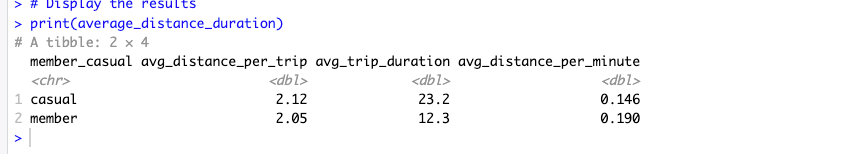 > # Display the results
> print(average_distance_duration)
# A tibble: 2 × 4
  member_casual avg_distance_per_trip avg_trip_duration avg_distance_per_minute
  <chr>                         <dbl>             <dbl>                   <dbl>
1 casual                         2.12              23.2                   0.146
2 member                         2.05              12.3                   0.190
>